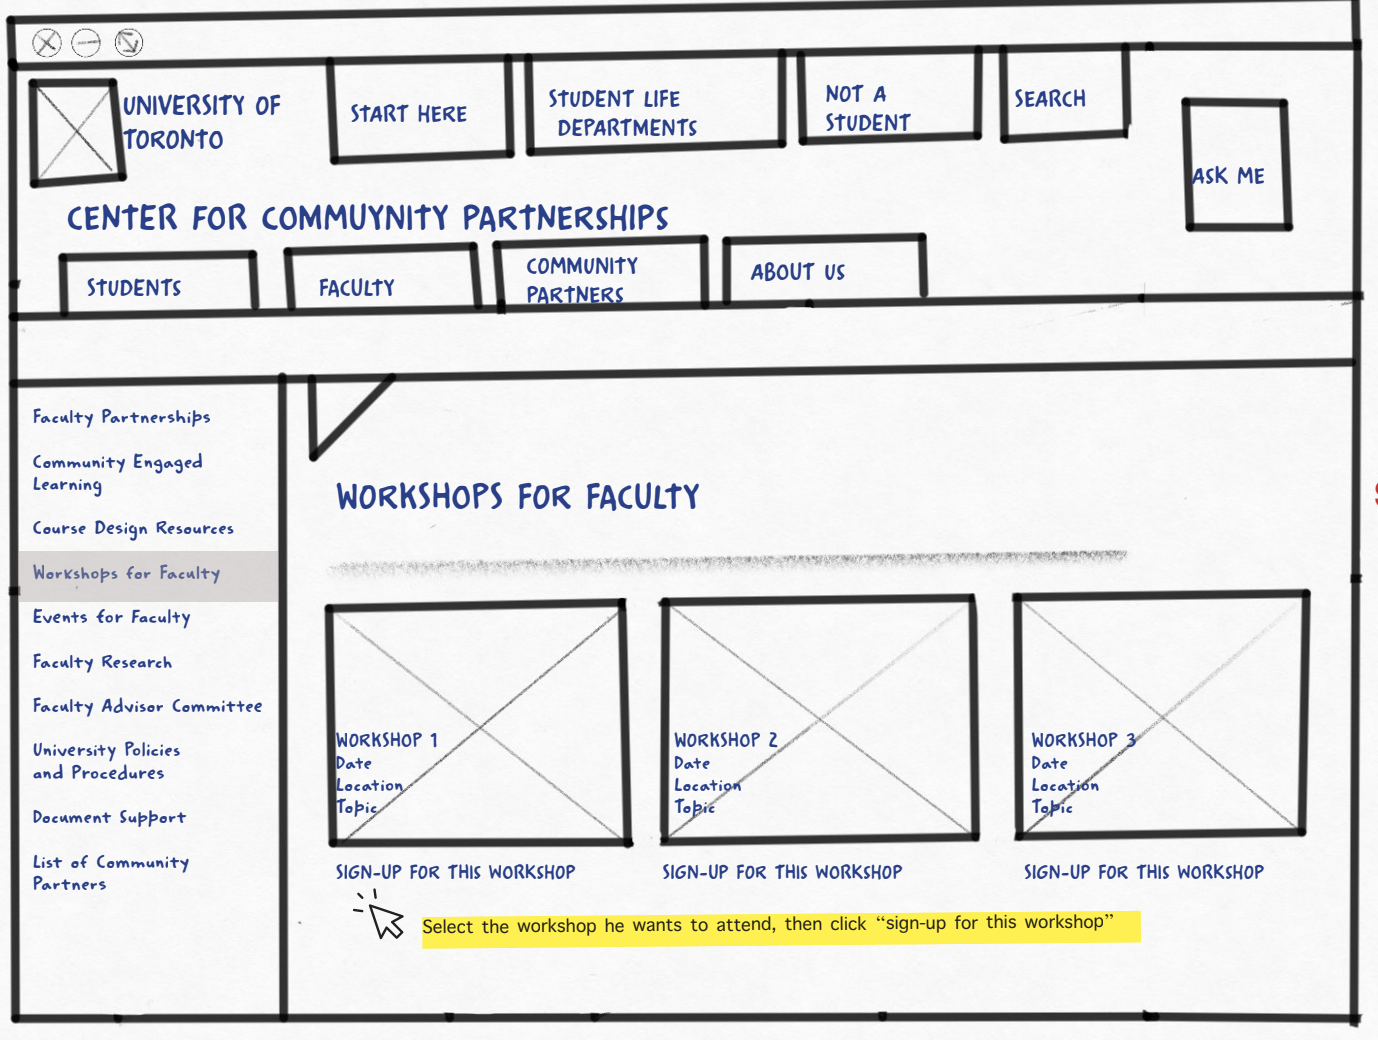 UNIVERSITY OF
TORONTO
START HERE
STUDENT LIFE
DEPARTMENTS
NOT A
STUDENT
SEARCH
ASK ME
CENTER FOR COMMUYNITY PARTNERSHIPS
STUDENTS
FACULTY
COMMUNITY
PARTNERS
ABOUT US
Faculty Partnerships
Community Engaged
Learning
Course Design Resources
Workshops for Faculty
Events for Faculty
Faculty Research
Faculty Advisor Committee
University Policies
and Procedures
Document Support
List of Community
Partners
WORKSHOPS FOR FACULTY
WORKSHOP 1
Date
Location
Topic
SIGN-UP FOR THIS WORKSHOP
WORKSHOP 2
Date
Location
Topic
SIGN-UP FOR THIS WORKSHOP
WORKSHOP 3
Date
Location
Topic
SIGN-UP FOR THIS WORKSHOP
Select the workshop he wants to attend, then click “sign-up for this workshop”